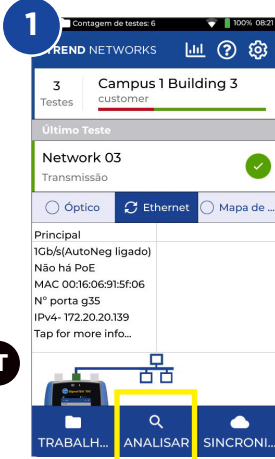 1
Contagem de testes: 6
100% 08:21
TREND NETWORKS
3
Testes
Campus 1 Building 3
customer
Último Teste
Network 03
Transmissão
Óptico
Ethernet
Mapa de ...
Principal
1Gb/s(AutoNeg ligado)
Não há PoE
MAC 00:16:06:91:5f:06
Nº porta g35
IPv4- 172.20.20.139
Tap for more info...
T
TRABALH...
ANALISAR
SINCRONI...